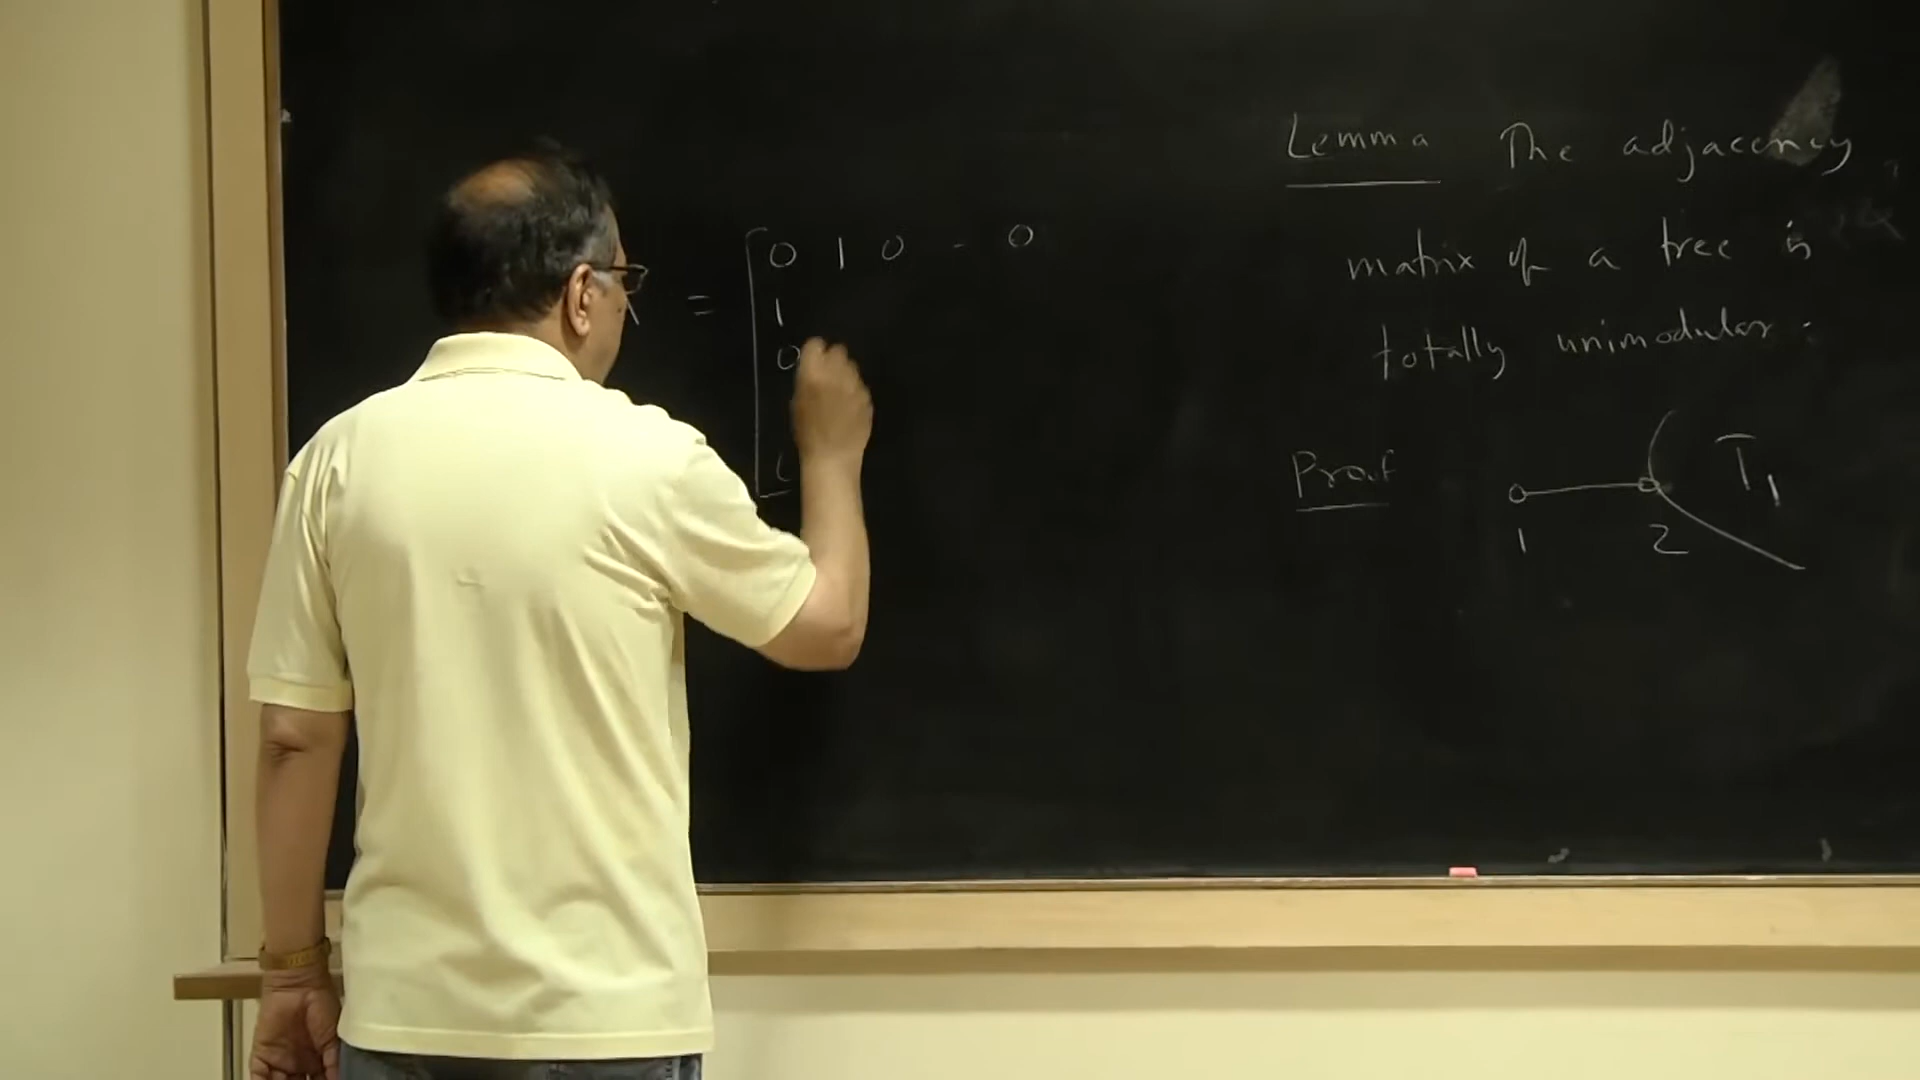 = 0 1 0 - 0
1
0
Lemma The adjacency
matrix of a tree is
totally unimodular.
Proof
T1
1 2